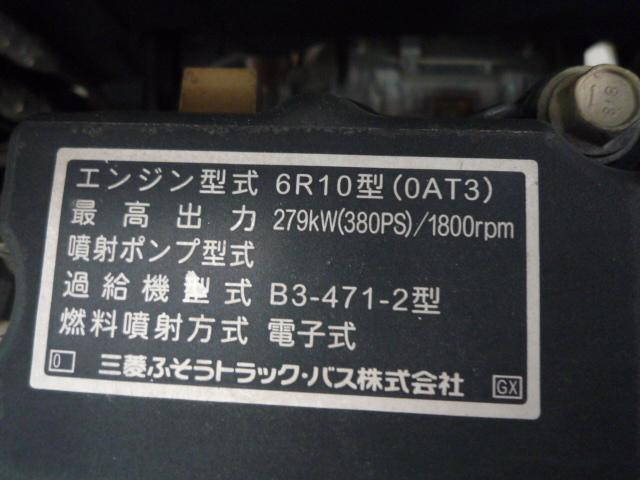 エンジン型式 6R10型(0AT3)
最高出力 279kW(380PS)/1800rpm
噴射ポンプ型式
過給機型式 B3-471-2型
燃料噴射方式 電子式
0 三菱ふそうトラック・バス株式会社 GX